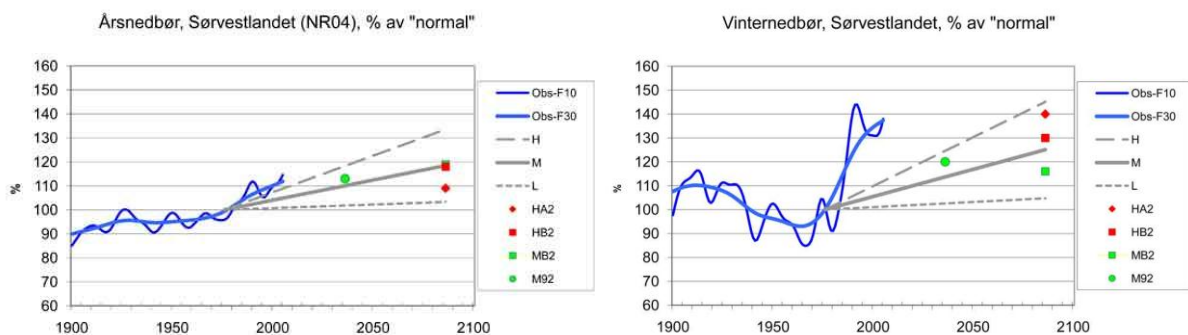 Årsnedbør, Sørvestlandet (NR04), % av "normal"
160
150
140
130
120
110
100
90
80
70
60
%
1900 1950 2000 2050 2100
Obs-F10
Obs-F30
H
M
L
HA2
HB2
MB2
M92
Vinternedbør, Sørvestlandet, % av "normal"
160
150
140
130
120
110
100
90
80
70
60
%
1900 1950 2000 2050 2100
Obs-F10
Obs-F30
H
M
L
HA2
HB2
MB2
M92